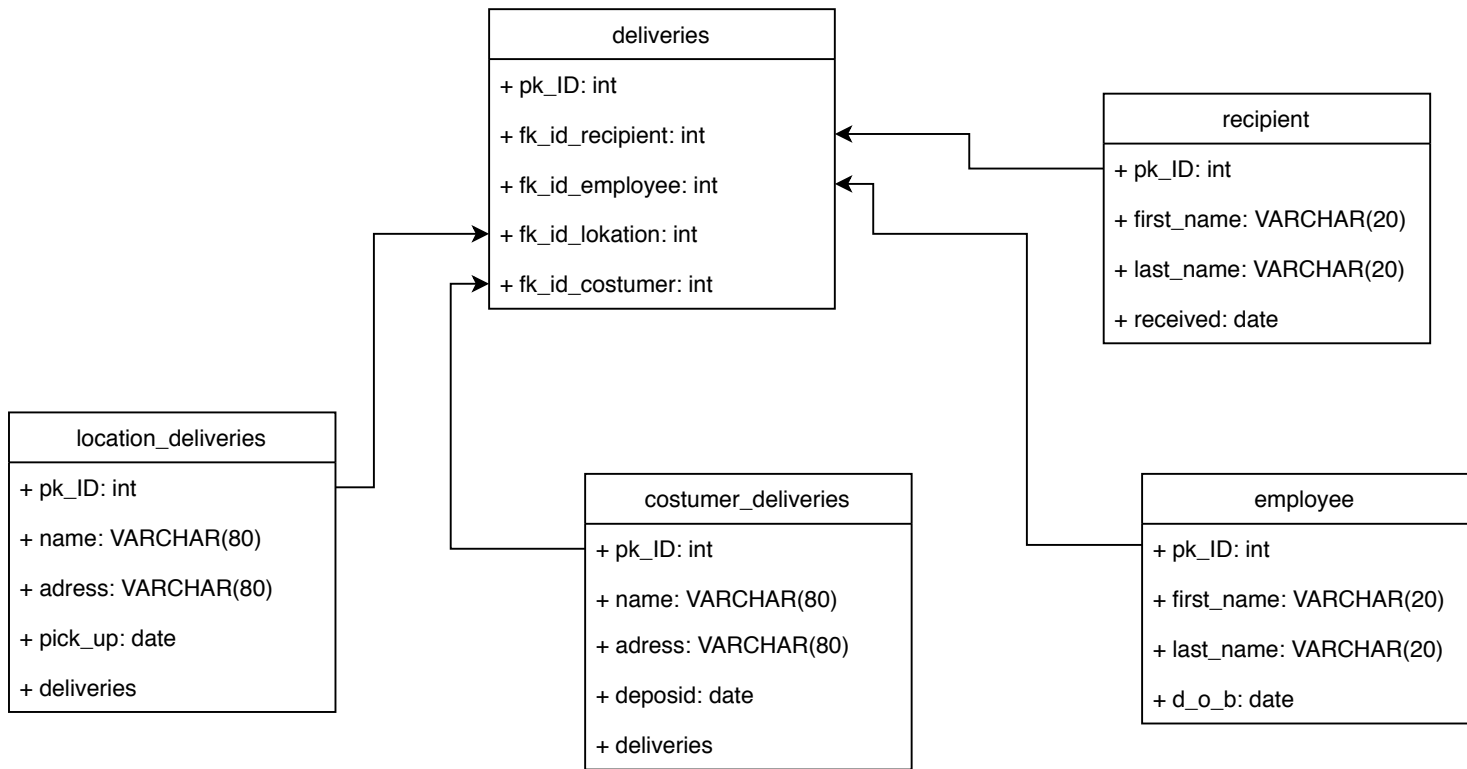 deliveries
+ pk_ID: int
+ fk_id_recipient: int
+ fk_id_employee: int
+ fk_id_lokation: int
+ fk_id_costumer: int
recipient
+ pk_ID: int
+ first_name: VARCHAR(20)
+ last_name: VARCHAR(20)
+ received: date
location_deliveries
+ pk_ID: int
+ name: VARCHAR(80)
+ adress: VARCHAR(80)
+ pick_up: date
+ deliveries
costumer_deliveries
+ pk_ID: int
+ name: VARCHAR(80)
+ adress: VARCHAR(80)
+ deposid: date
+ deliveries
employee
+ pk_ID: int
+ first_name: VARCHAR(20)
+ last_name: VARCHAR(20)
+ d_o_b: date